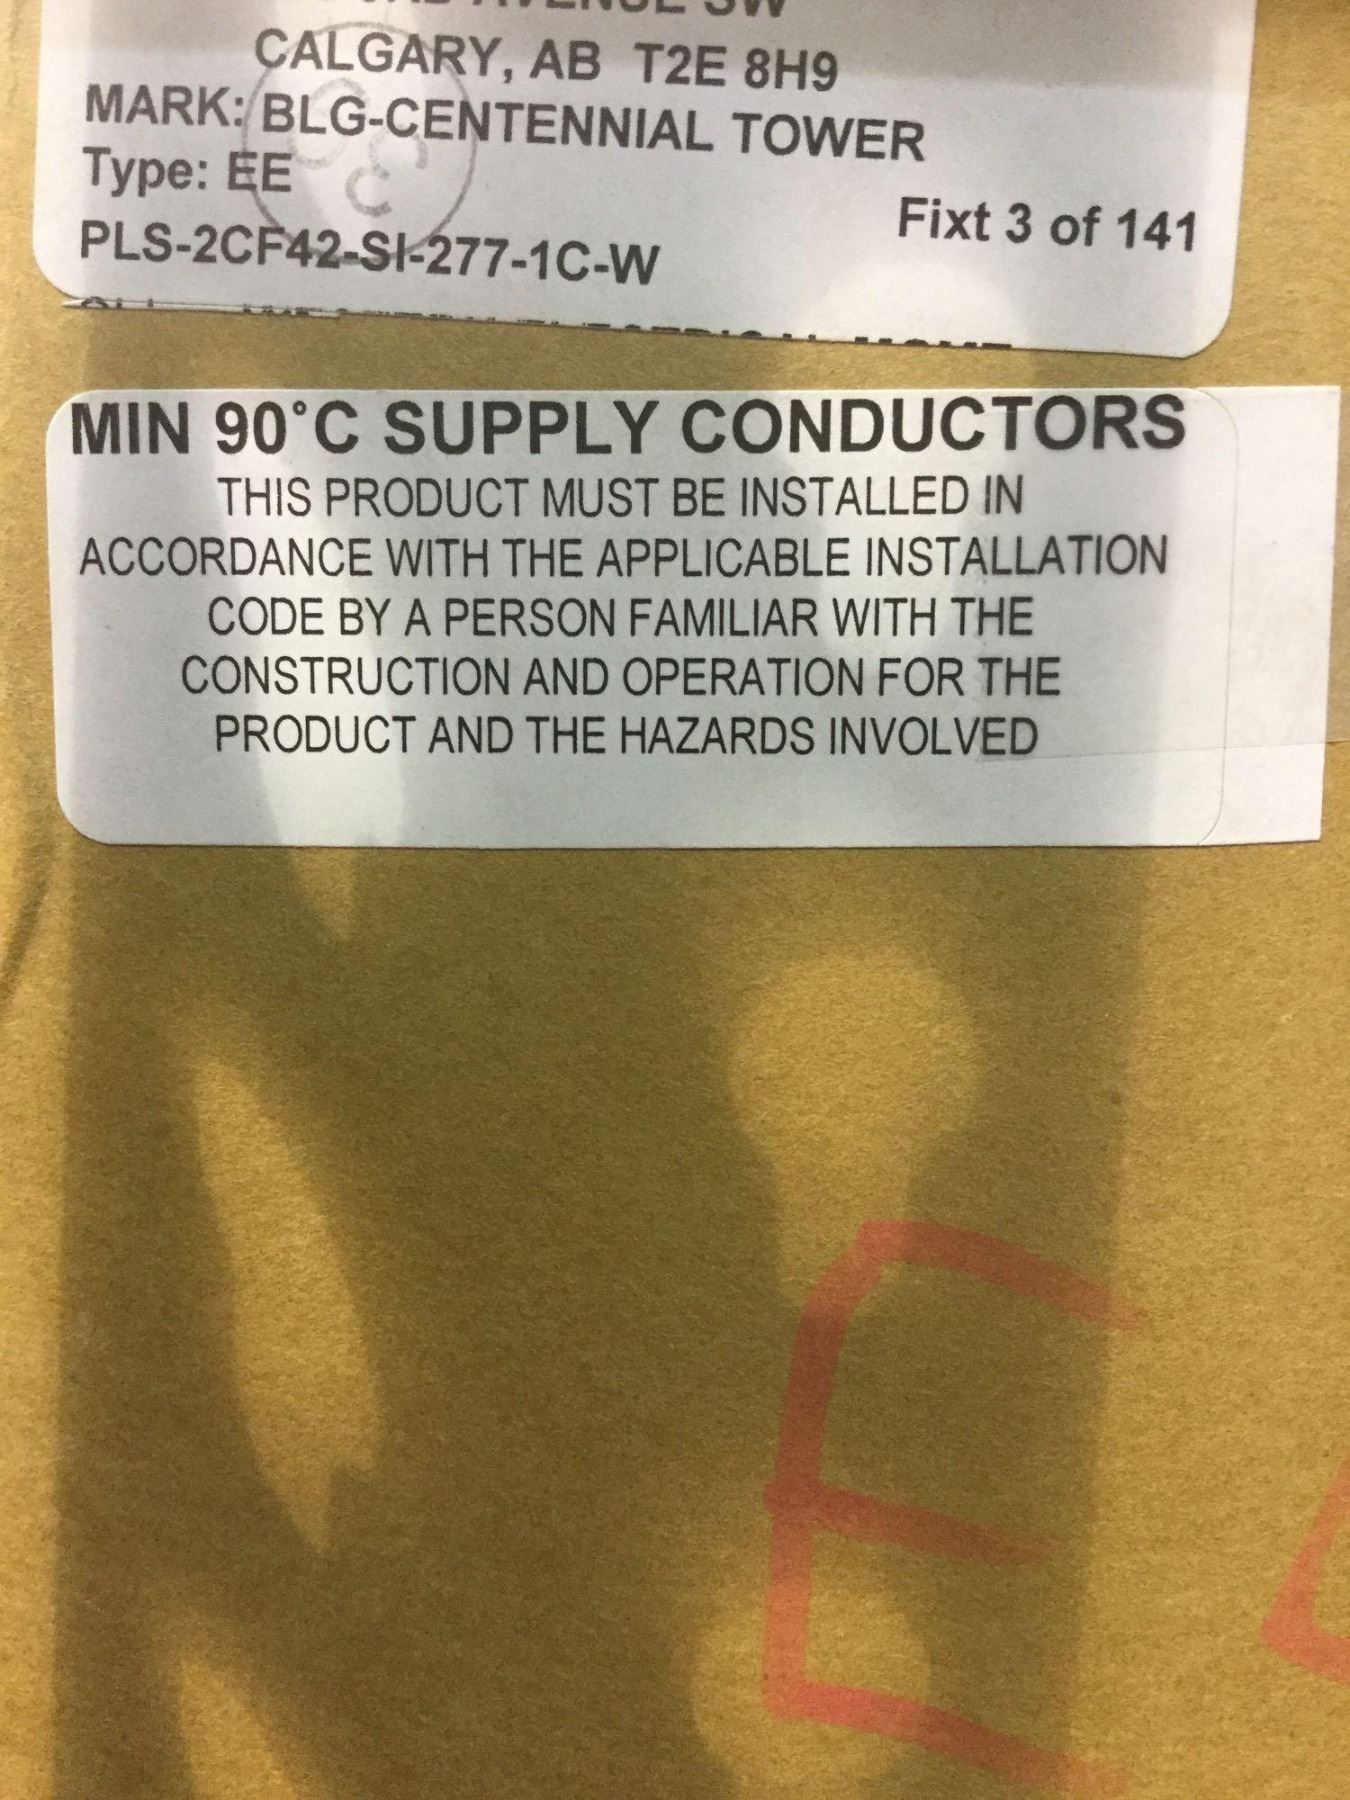 AVENUE SW
CALGARY, AB T2E 8H9
MARK: BLG-CENTENNIAL TOWER
Type: EE
Fixt 3 of 141
PLS-2CF42-SI-277-1C-W
MIN 90°C SUPPLY CONDUCTORS
THIS PRODUCT MUST BE INSTALLED IN
ACCORDANCE WITH THE APPLICABLE INSTALLATION
CODE BY A PERSON FAMILIAR WITH THE
CONSTRUCTION AND OPERATION FOR THE
PRODUCT AND THE HAZARDS INVOLVED
E